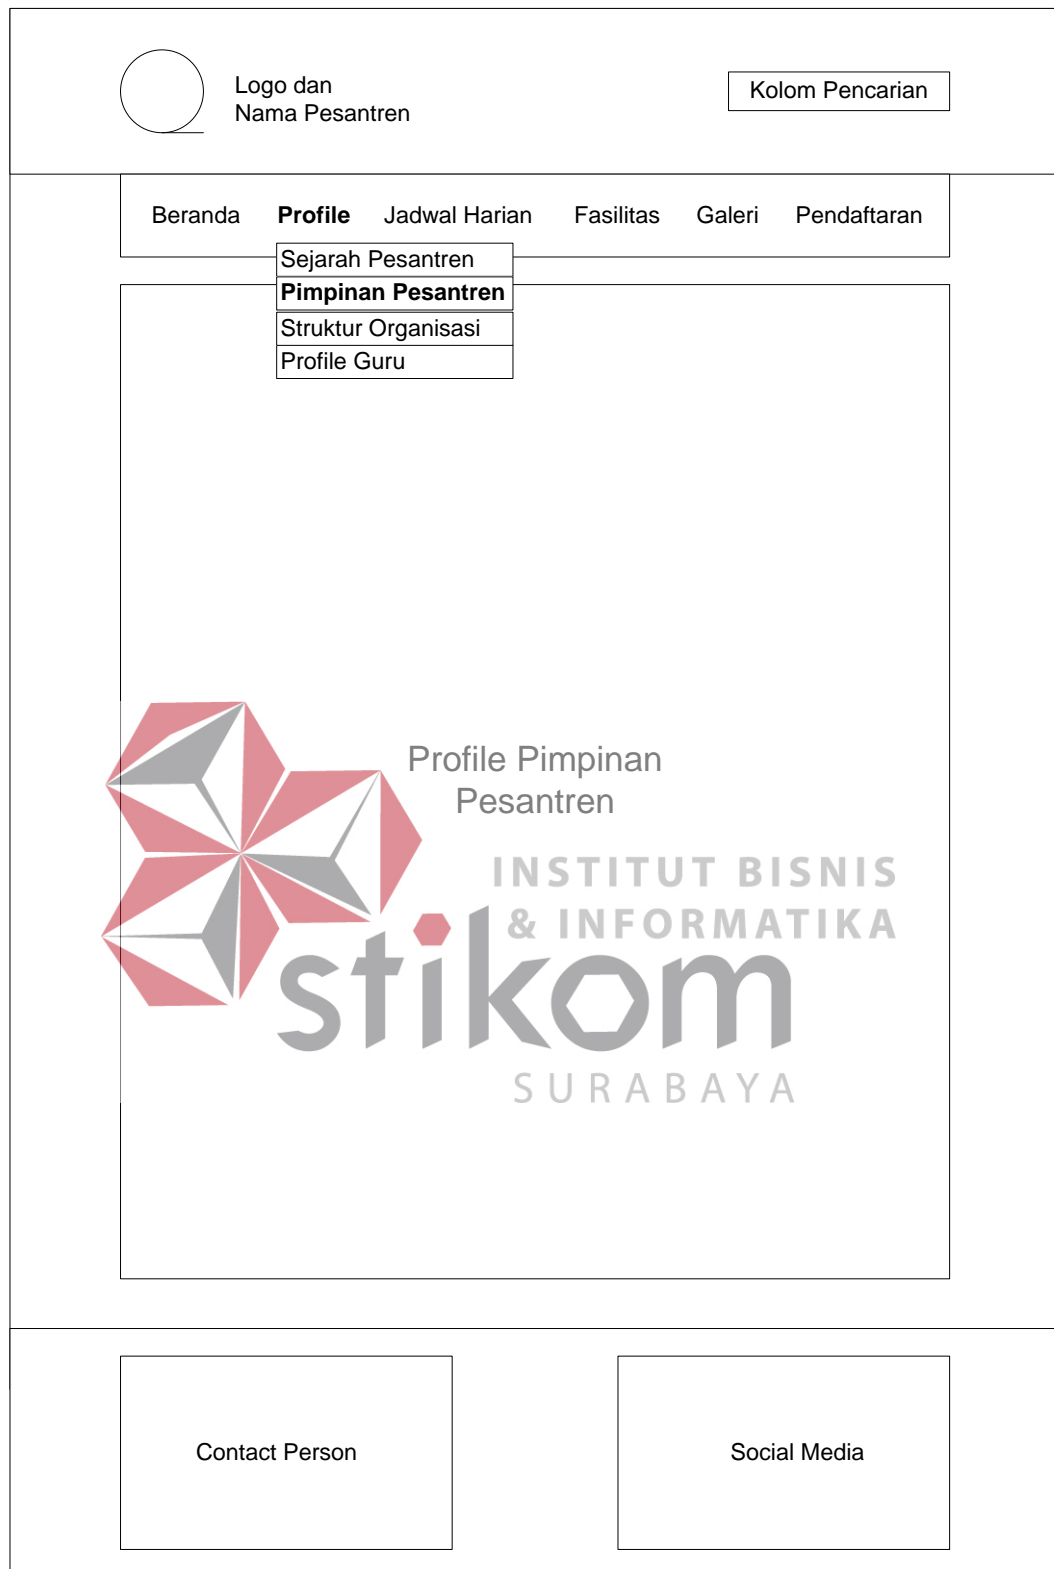 Logo dan
Nama Pesantren
Kolom Pencarian
Beranda Profile Jadwal Harian Fasilitas Galeri Pendaftaran
Sejarah Pesantren
Pimpinan Pesantren
Struktur Organisasi
Profile Guru
Profile Pimpinan
Pesantren
INSTITUT BISNIS
& INFORMATIKA
stikom
SURABAYA
Contact Person
Social Media